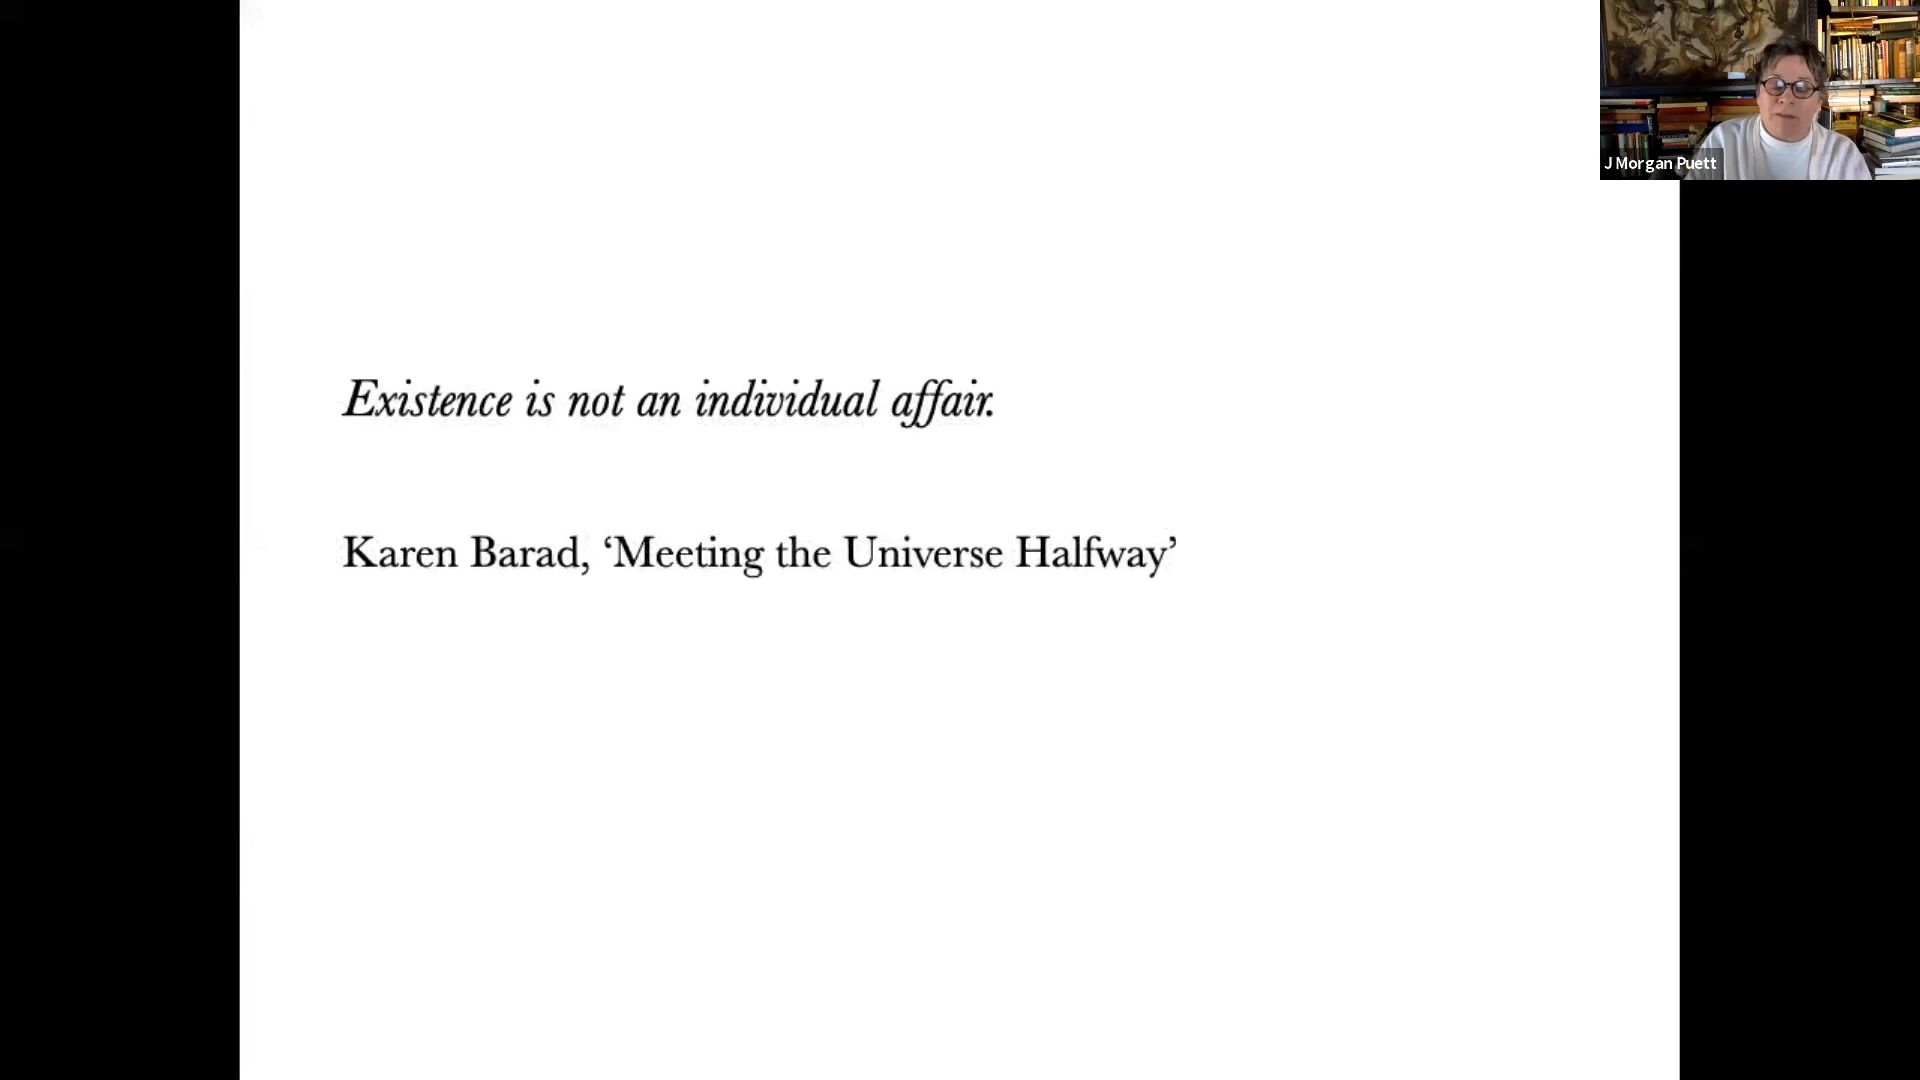 Existence is not an individual affair.
Karen Barad, ‘Meeting the Universe Halfway’
J Morgan Puett